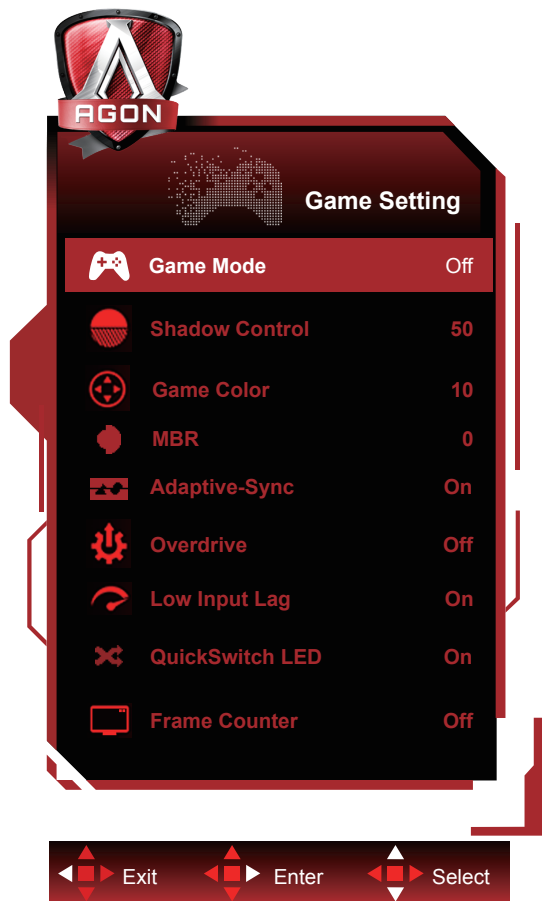 AGON
Game Setting
Game Mode Off
Shadow Control 50
Game Color 10
MBR 0
Adaptive-Sync On
Overdrive Off
Low Input Lag On
QuickSwitch LED On
Frame Counter Off
Exit Enter Select